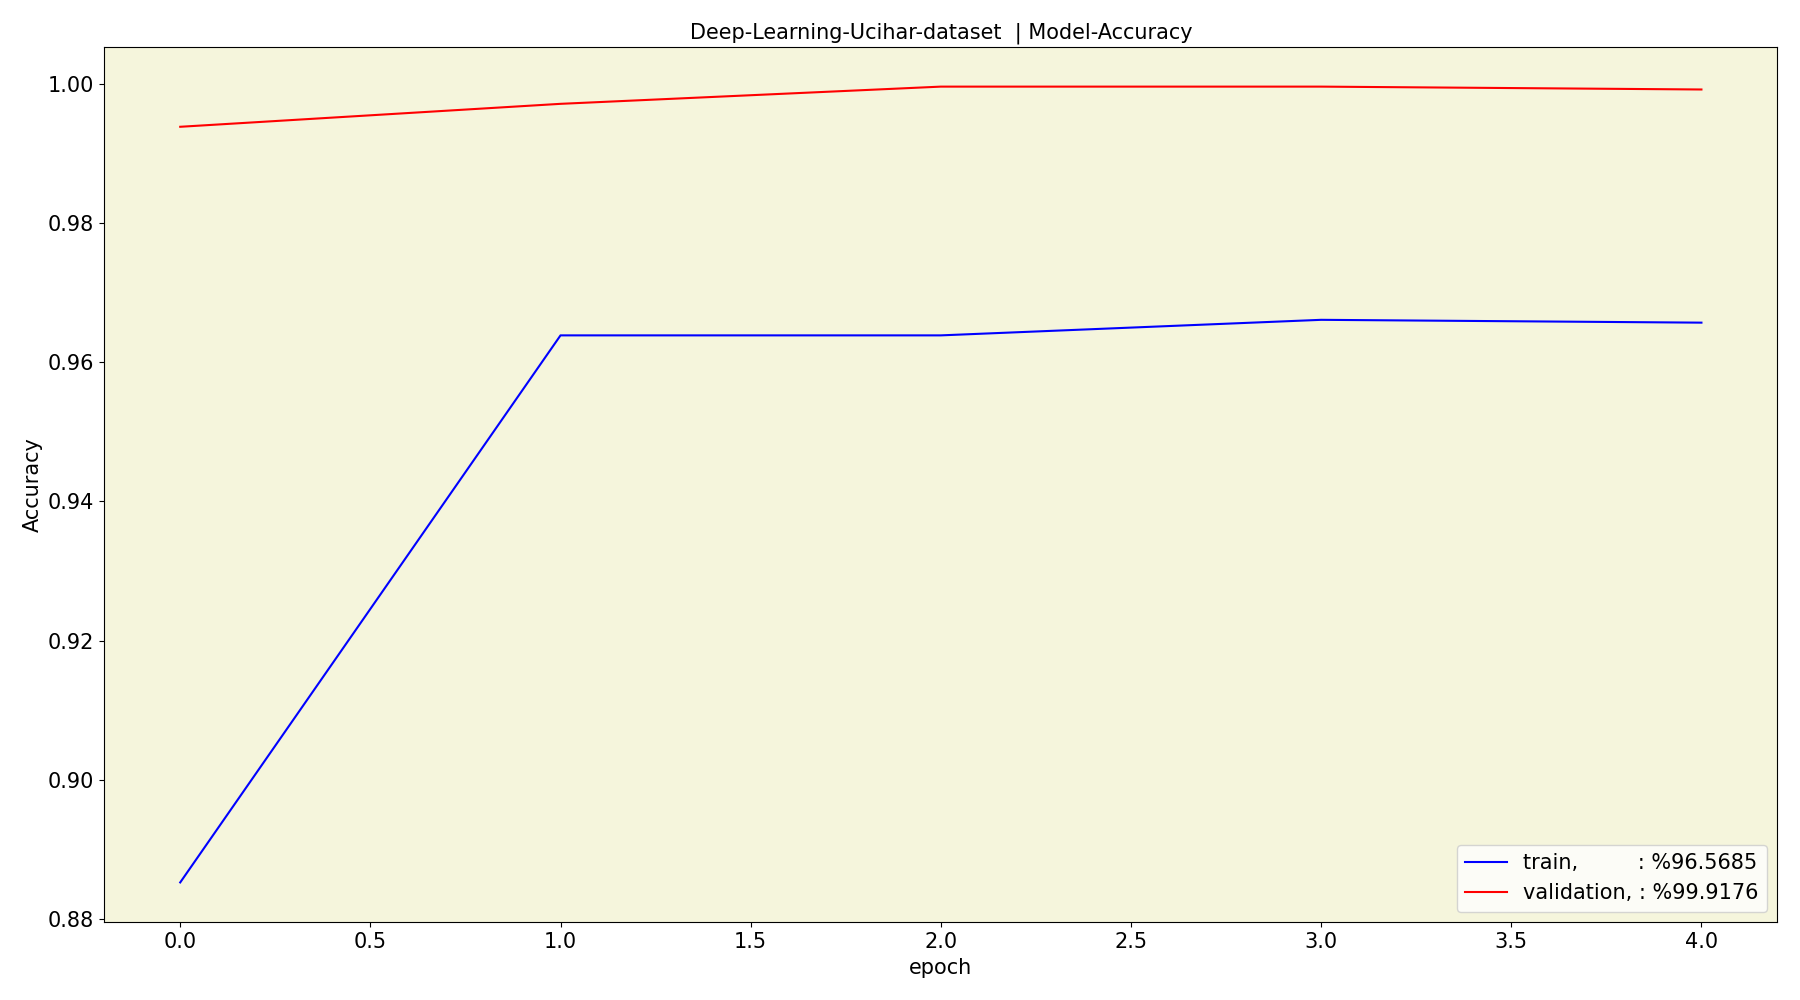 Deep-Learning-Ucihar-dataset  | Model-Accuracy
1.00
0.98
0.96
0.94
0.92
0.90
0.88
Accuracy
0.0 0.5 1.0 1.5 2.0 2.5 3.0 3.5 4.0
epoch
train,         : %96.5685
validation, : %99.9176